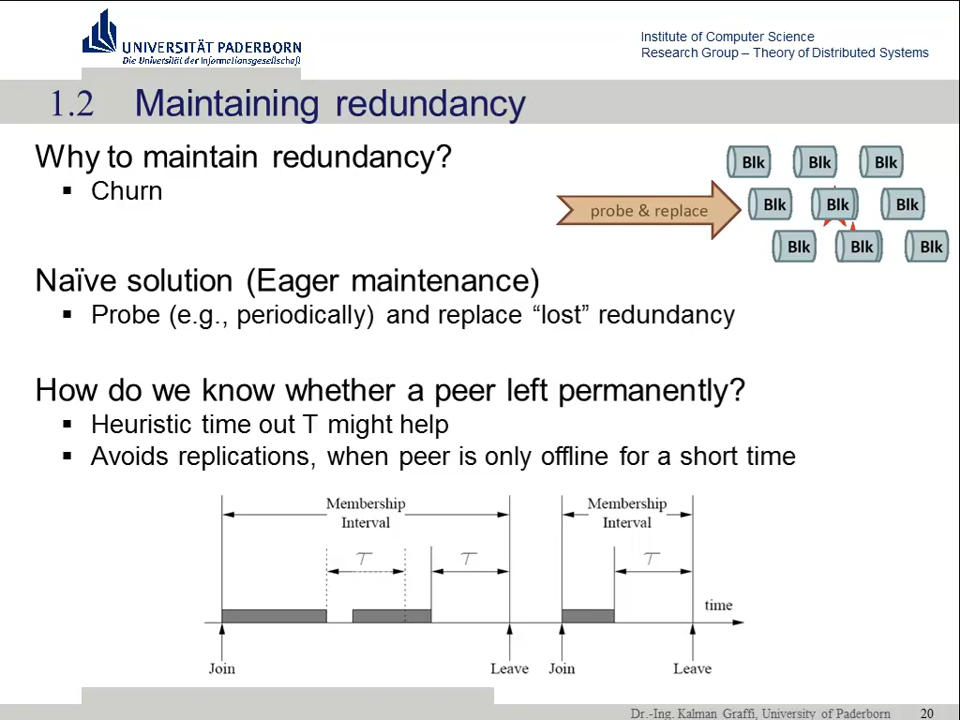 UNIVERSITÄT PADERBORN
Die Universität der Informationsgesellschaft
Institute of Computer Science
Research Group – Theory of Distributed Systems
1.2 Maintaining redundancy
Why to maintain redundancy?
▪ Churn
probe & replace
Blk Blk Blk
Blk Blk Blk
Blk Blk Blk
Naïve solution (Eager maintenance)
▪ Probe (e.g., periodically) and replace “lost” redundancy
How do we know whether a peer left permanently?
▪ Heuristic time out T might help
▪ Avoids replications, when peer is only offline for a short time
Membership Interval
Membership Interval
τ τ τ
time
Join Leave Join Leave
Dr.-Ing. Kalman Graffi, University of Paderborn 20